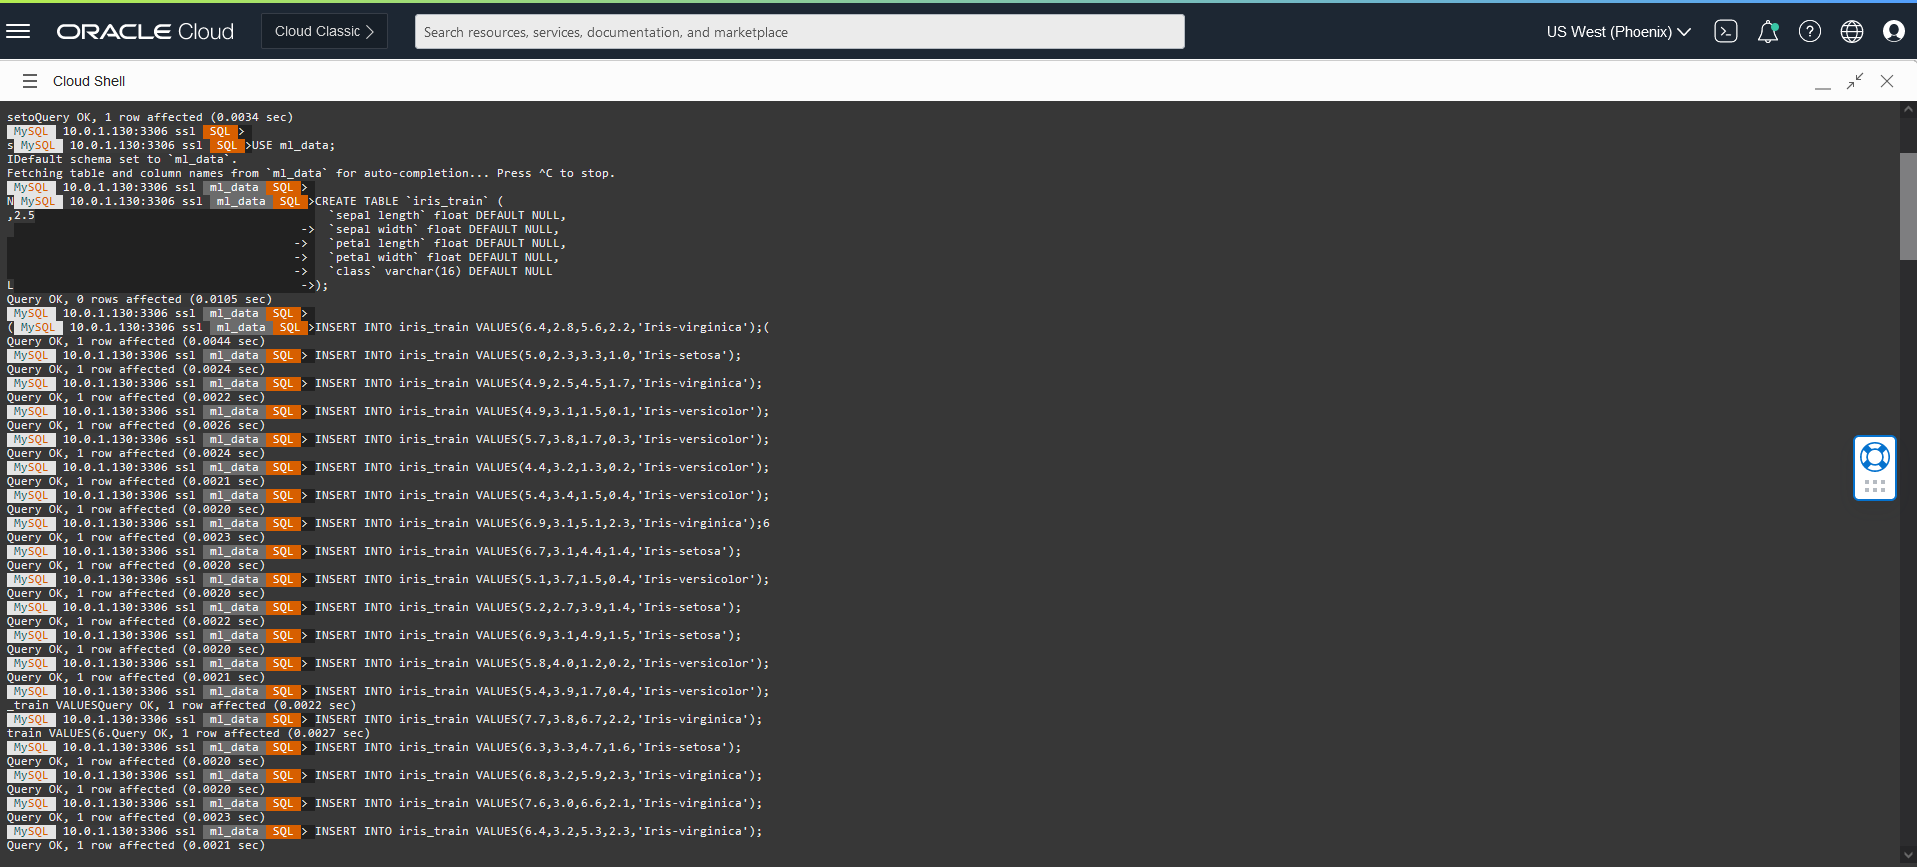 ORACLE Cloud
Cloud Classic
Search resources, services, documentation, and marketplace
US West (Phoenix)
Cloud Shell
setoQuery OK, 1 row affected (0.0034 sec)
MySQL 10.0.1.130:3306 ssl SQL >
s MySQL 10.0.1.130:3306 ssl SQL >USE ml_data;
IDefault schema set to `ml_data`.
Fetching table and column names from `ml_data` for auto-completion... Press ^C to stop.
MySQL 10.0.1.130:3306 ssl ml_data SQL >
N MySQL 10.0.1.130:3306 ssl ml_data SQL >CREATE TABLE `iris_train` (
,2.5 `sepal length` float DEFAULT NULL,
-> `sepal width` float DEFAULT NULL,
-> `petal length` float DEFAULT NULL,
-> `petal width` float DEFAULT NULL,
-> `class` varchar(16) DEFAULT NULL
L ->);
Query OK, 0 rows affected (0.0105 sec)
MySQL 10.0.1.130:3306 ssl ml_data SQL >
( MySQL 10.0.1.130:3306 ssl ml_data SQL >INSERT INTO iris_train VALUES(6.4,2.8,5.6,2.2,'Iris-virginica');(
Query OK, 1 row affected (0.0044 sec)
MySQL 10.0.1.130:3306 ssl ml_data SQL > INSERT INTO iris_train VALUES(5.0,2.3,3.3,1.0,'Iris-setosa');
Query OK, 1 row affected (0.0024 sec)
MySQL 10.0.1.130:3306 ssl ml_data SQL > INSERT INTO iris_train VALUES(4.9,2.5,4.5,1.7,'Iris-virginica');
Query OK, 1 row affected (0.0022 sec)
MySQL 10.0.1.130:3306 ssl ml_data SQL > INSERT INTO iris_train VALUES(4.9,3.1,1.5,0.1,'Iris-versicolor');
Query OK, 1 row affected (0.0026 sec)
MySQL 10.0.1.130:3306 ssl ml_data SQL > INSERT INTO iris_train VALUES(5.7,3.8,1.7,0.3,'Iris-versicolor');
Query OK, 1 row affected (0.0024 sec)
MySQL 10.0.1.130:3306 ssl ml_data SQL > INSERT INTO iris_train VALUES(4.4,3.2,1.3,0.2,'Iris-versicolor');
Query OK, 1 row affected (0.0021 sec)
MySQL 10.0.1.130:3306 ssl ml_data SQL > INSERT INTO iris_train VALUES(5.4,3.4,1.5,0.4,'Iris-versicolor');
Query OK, 1 row affected (0.0020 sec)
MySQL 10.0.1.130:3306 ssl ml_data SQL > INSERT INTO iris_train VALUES(6.9,3.1,5.1,2.3,'Iris-virginica');6
Query OK, 1 row affected (0.0023 sec)
MySQL 10.0.1.130:3306 ssl ml_data SQL > INSERT INTO iris_train VALUES(6.7,3.1,4.4,1.4,'Iris-setosa');
Query OK, 1 row affected (0.0020 sec)
MySQL 10.0.1.130:3306 ssl ml_data SQL > INSERT INTO iris_train VALUES(5.1,3.7,1.5,0.4,'Iris-versicolor');
Query OK, 1 row affected (0.0020 sec)
MySQL 10.0.1.130:3306 ssl ml_data SQL > INSERT INTO iris_train VALUES(5.2,2.7,3.9,1.4,'Iris-setosa');
Query OK, 1 row affected (0.0022 sec)
MySQL 10.0.1.130:3306 ssl ml_data SQL > INSERT INTO iris_train VALUES(6.9,3.1,4.9,1.5,'Iris-setosa');
Query OK, 1 row affected (0.0020 sec)
MySQL 10.0.1.130:3306 ssl ml_data SQL > INSERT INTO iris_train VALUES(5.8,4.0,1.2,0.2,'Iris-versicolor');
Query OK, 1 row affected (0.0021 sec)
MySQL 10.0.1.130:3306 ssl ml_data SQL > INSERT INTO iris_train VALUES(5.4,3.9,1.7,0.4,'Iris-versicolor');
_train VALUESQuery OK, 1 row affected (0.0022 sec)
MySQL 10.0.1.130:3306 ssl ml_data SQL > INSERT INTO iris_train VALUES(7.7,3.8,6.7,2.2,'Iris-virginica');
train VALUES(6.Query OK, 1 row affected (0.0027 sec)
MySQL 10.0.1.130:3306 ssl ml_data SQL > INSERT INTO iris_train VALUES(6.3,3.3,4.7,1.6,'Iris-setosa');
Query OK, 1 row affected (0.0020 sec)
MySQL 10.0.1.130:3306 ssl ml_data SQL > INSERT INTO iris_train VALUES(6.8,3.2,5.9,2.3,'Iris-virginica');
Query OK, 1 row affected (0.0020 sec)
MySQL 10.0.1.130:3306 ssl ml_data SQL > INSERT INTO iris_train VALUES(7.6,3.0,6.6,2.1,'Iris-virginica');
Query OK, 1 row affected (0.0023 sec)
MySQL 10.0.1.130:3306 ssl ml_data SQL > INSERT INTO iris_train VALUES(6.4,3.2,5.3,2.3,'Iris-virginica');
Query OK, 1 row affected (0.0021 sec)